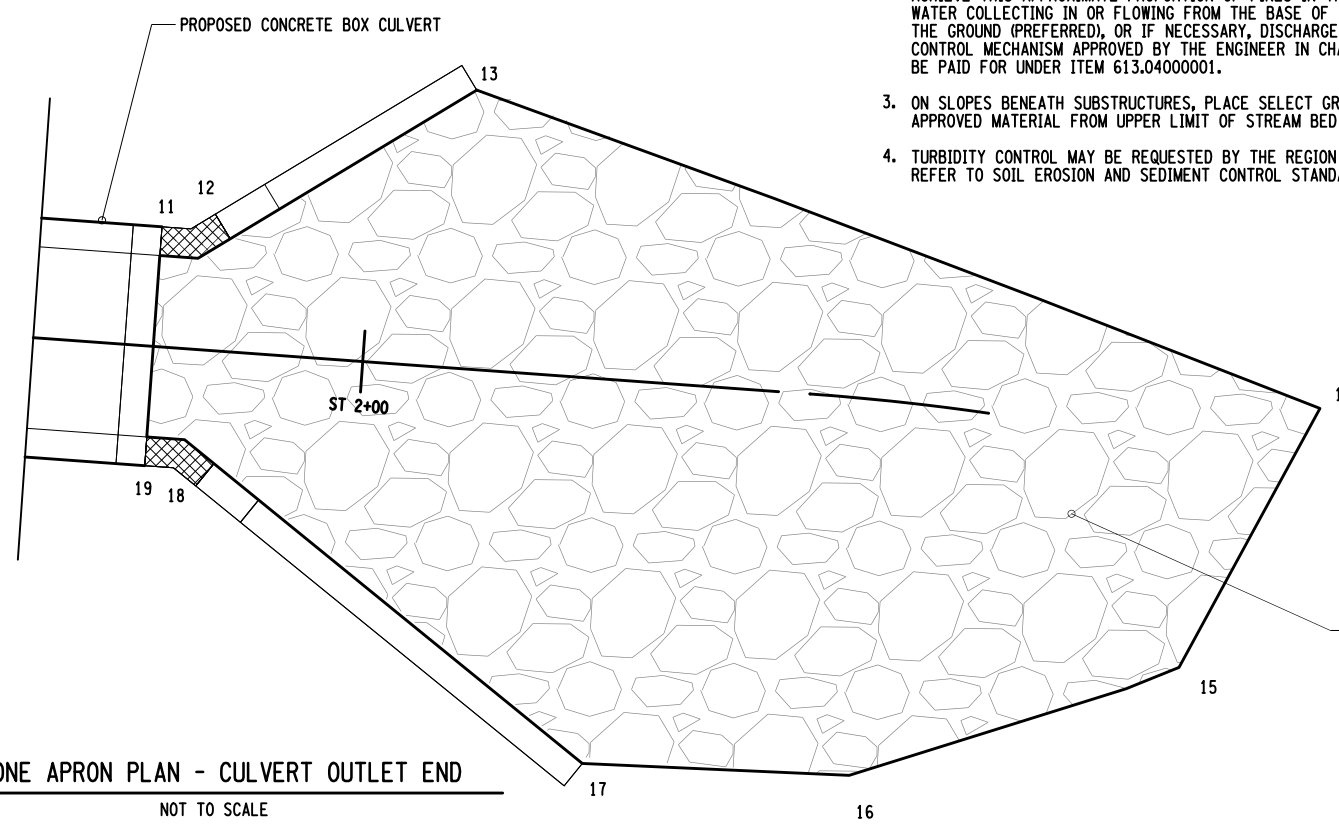 PROPOSED CONCRETE BOX CULVERT
WATER COLLECTING IN OR FLOWING FROM THE BASE OF
THE GROUND (PREFERRED), OR IF NECESSARY, DISCHARGE
CONTROL MECHANISM APPROVED BY THE ENGINEER IN CHA
BE PAID FOR UNDER ITEM 613.04000001.
3. ON SLOPES BENEATH SUBSTRUCTURES, PLACE SELECT GR
APPROVED MATERIAL FROM UPPER LIMIT OF STREAM BED
4. TURBIDITY CONTROL MAY BE REQUESTED BY THE REGION
REFER TO SOIL EROSION AND SEDIMENT CONTROL STANDA
13
12
11
ST 2+00
19
18
15
17
16
ONE APRON PLAN - CULVERT OUTLET END
NOT TO SCALE